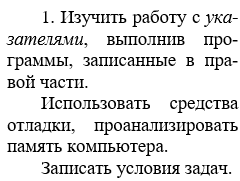 1. Изучить работу с ука-
зателями, выполнив про-
граммы, записанные в пра-
вой части.
Использовать средства
отладки, проанализировать
память компьютера.
Записать условия задач.